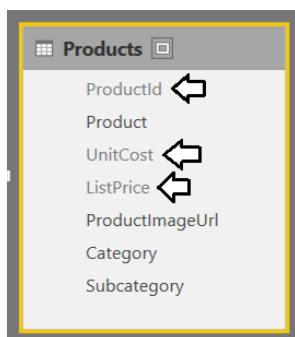 Products
ProductId
Product
UnitCost
ListPrice
ProductImageUrl
Category
Subcategory